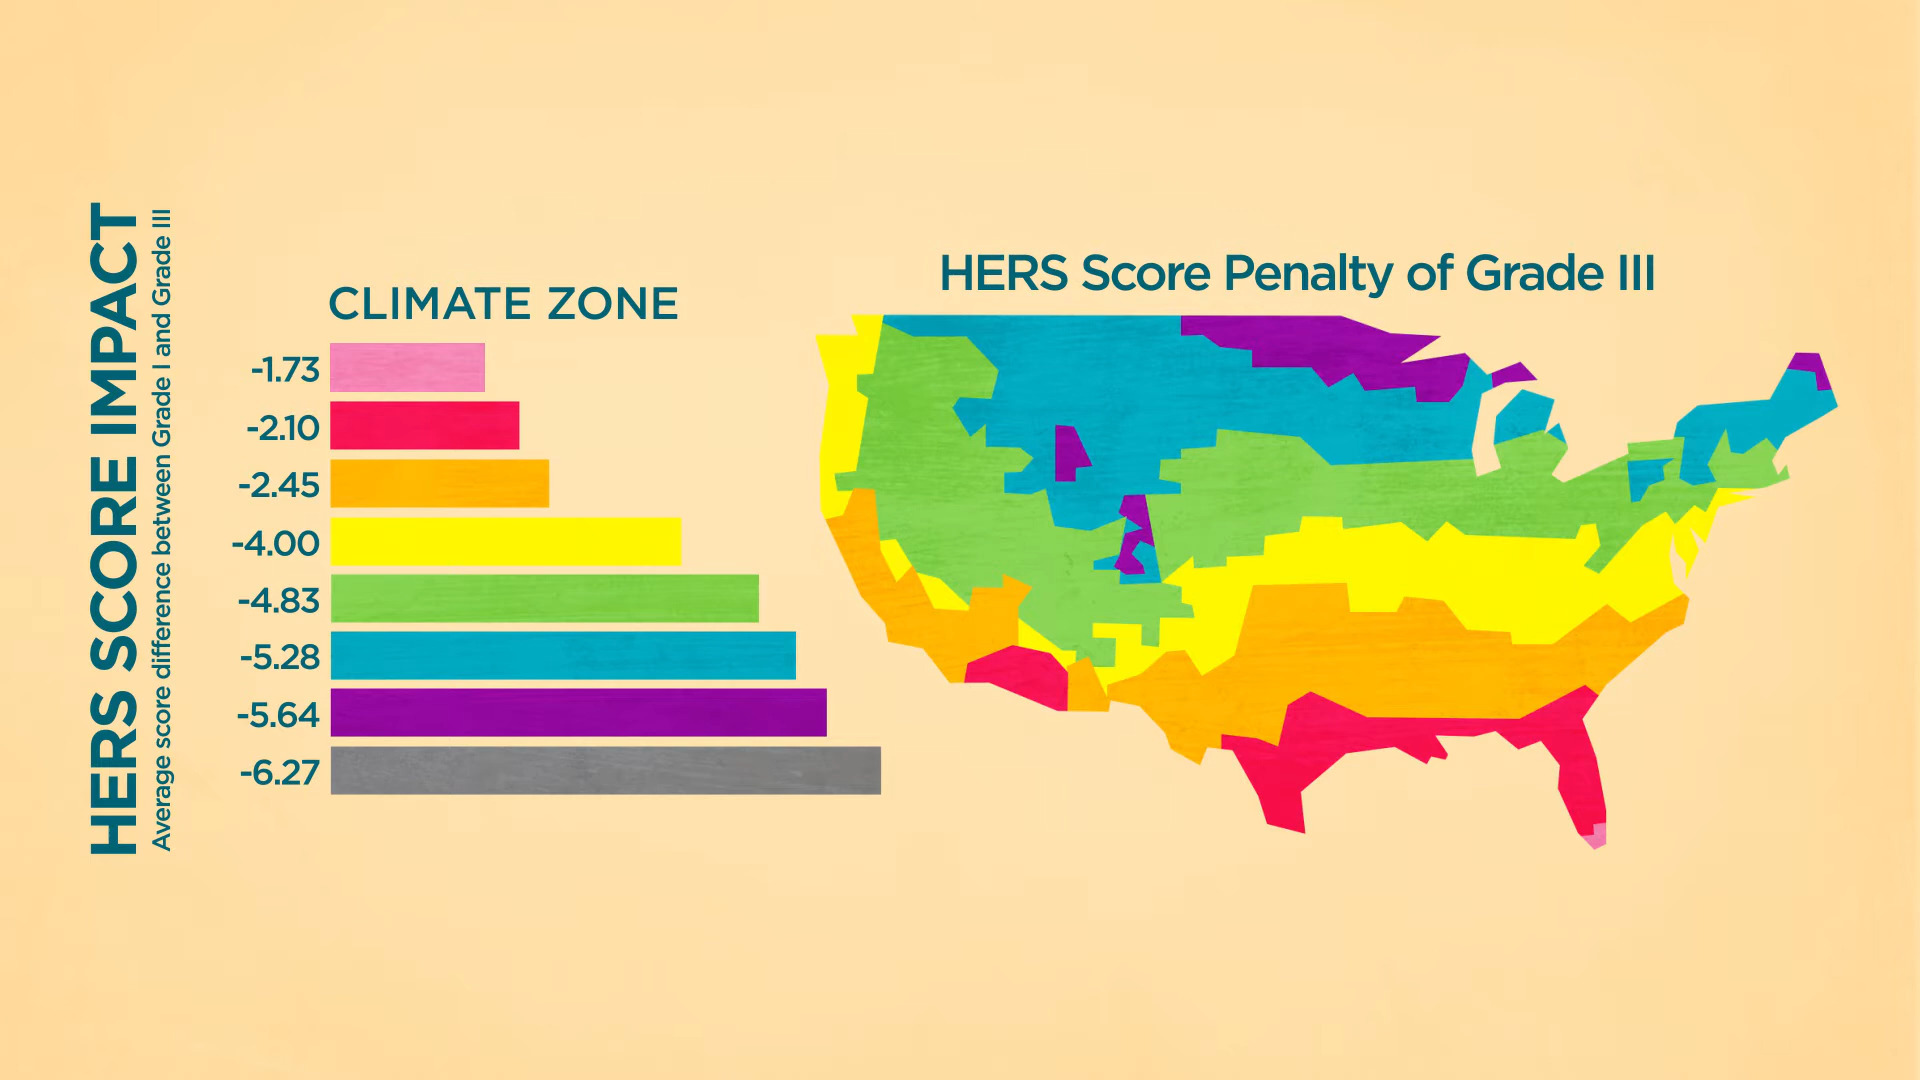 HERS SCORE IMPACT
Average score difference between Grade I and Grade III
CLIMATE ZONE
-1.73
-2.10
-2.45
-4.00
-4.83
-5.28
-5.64
-6.27
HERS Score Penalty of Grade III